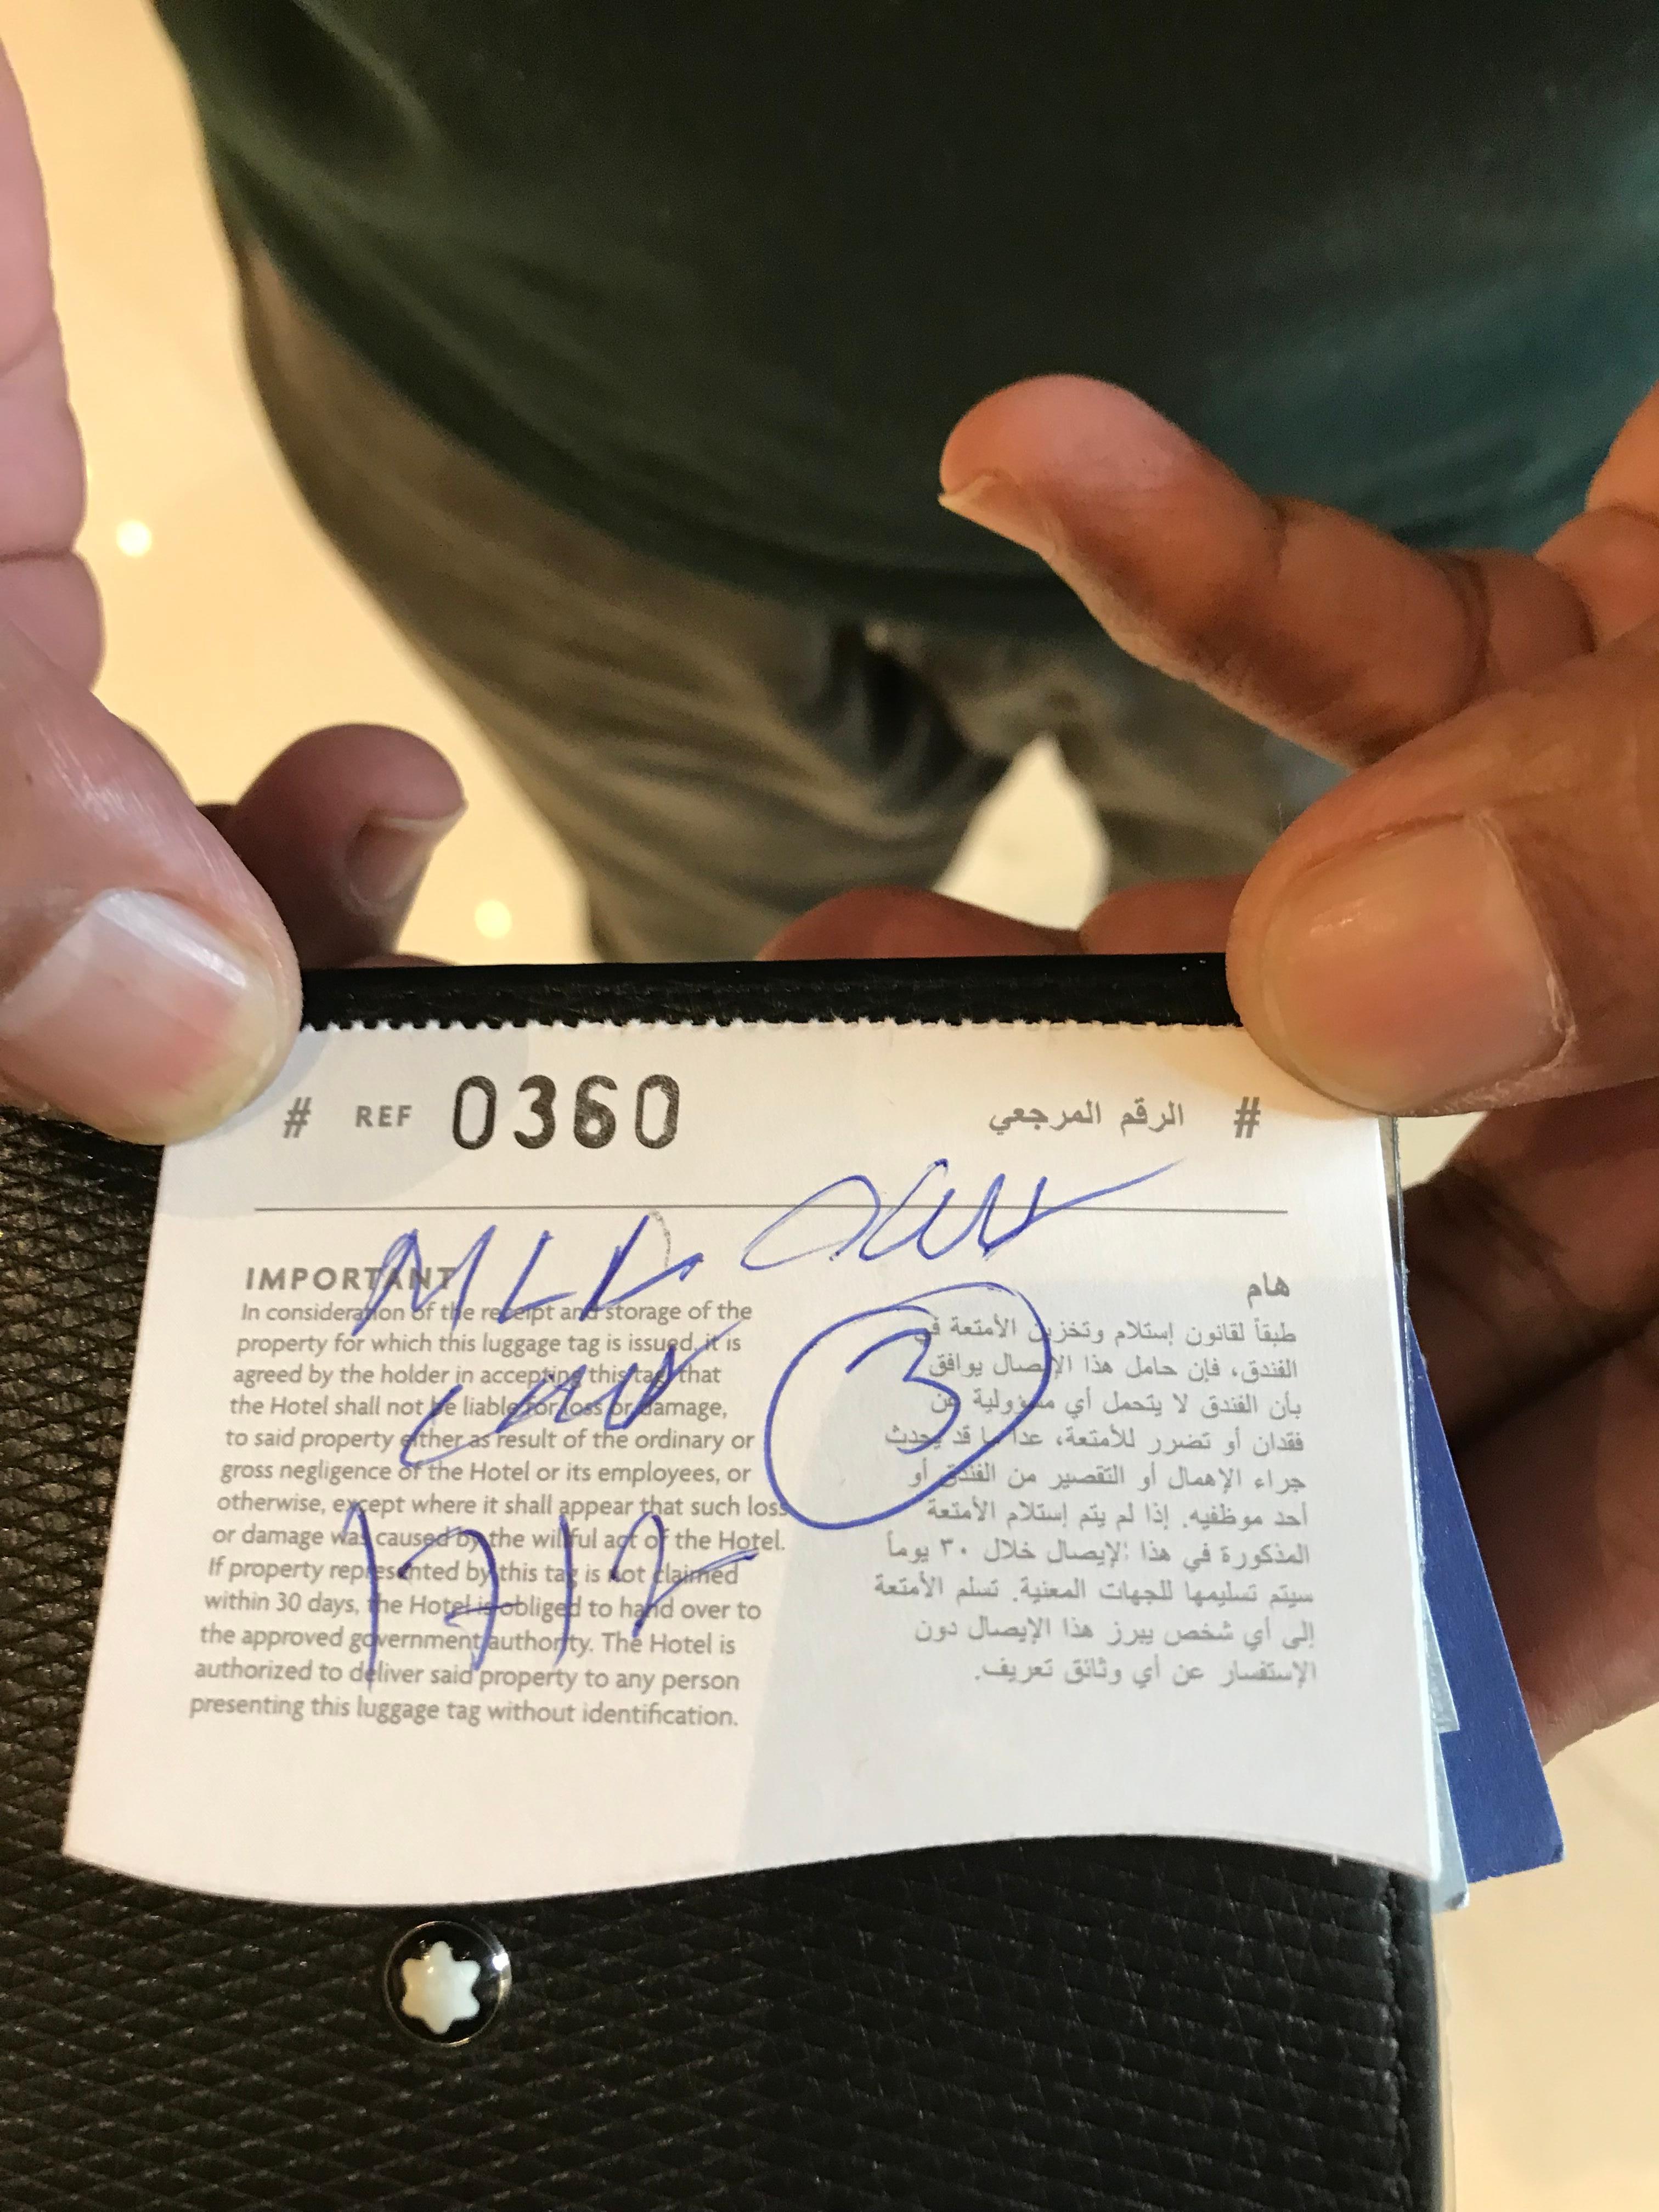 # REF 0360 الرقم المرجعي #
IMPORTANT
In consideration of the receipt and storage of the
property for which this luggage tag is issued, it is
agreed by the holder in accepting this tag, that
the Hotel shall not be liable for loss or damage,
to said property either as result of the ordinary or
gross negligence of the Hotel or its employees, or
otherwise, except where it shall appear that such loss
or damage was caused by the willful act of the Hotel.
If property represented by this tag is not claimed
within 30 days, the Hotel is obliged to hand over to
the approved government authority. The Hotel is
authorized to deliver said property to any person
presenting this luggage tag without identification.
هام
طبقاً لقانون إستلام وتخزين الأمتعة في
الفندق، فإن حامل هذا الإيصال يوافق
بأن الفندق لا يتحمل أي مسؤولية عن
فقدان أو تضرر للأمتعة، عدا ما قد يحدث
جراء الإهمال أو التقصير من الفندق أو
أحد موظفيه. إذا لم يتم إستلام الأمتعة
المذكورة في هذا الإيصال خلال ٣٠ يوماً
سيتم تسليمها للجهات المعنية. تسلم الأمتعة
إلى أي شخص يبرز هذا الإيصال دون
الإستفسار عن أي وثائق تعريف.
3